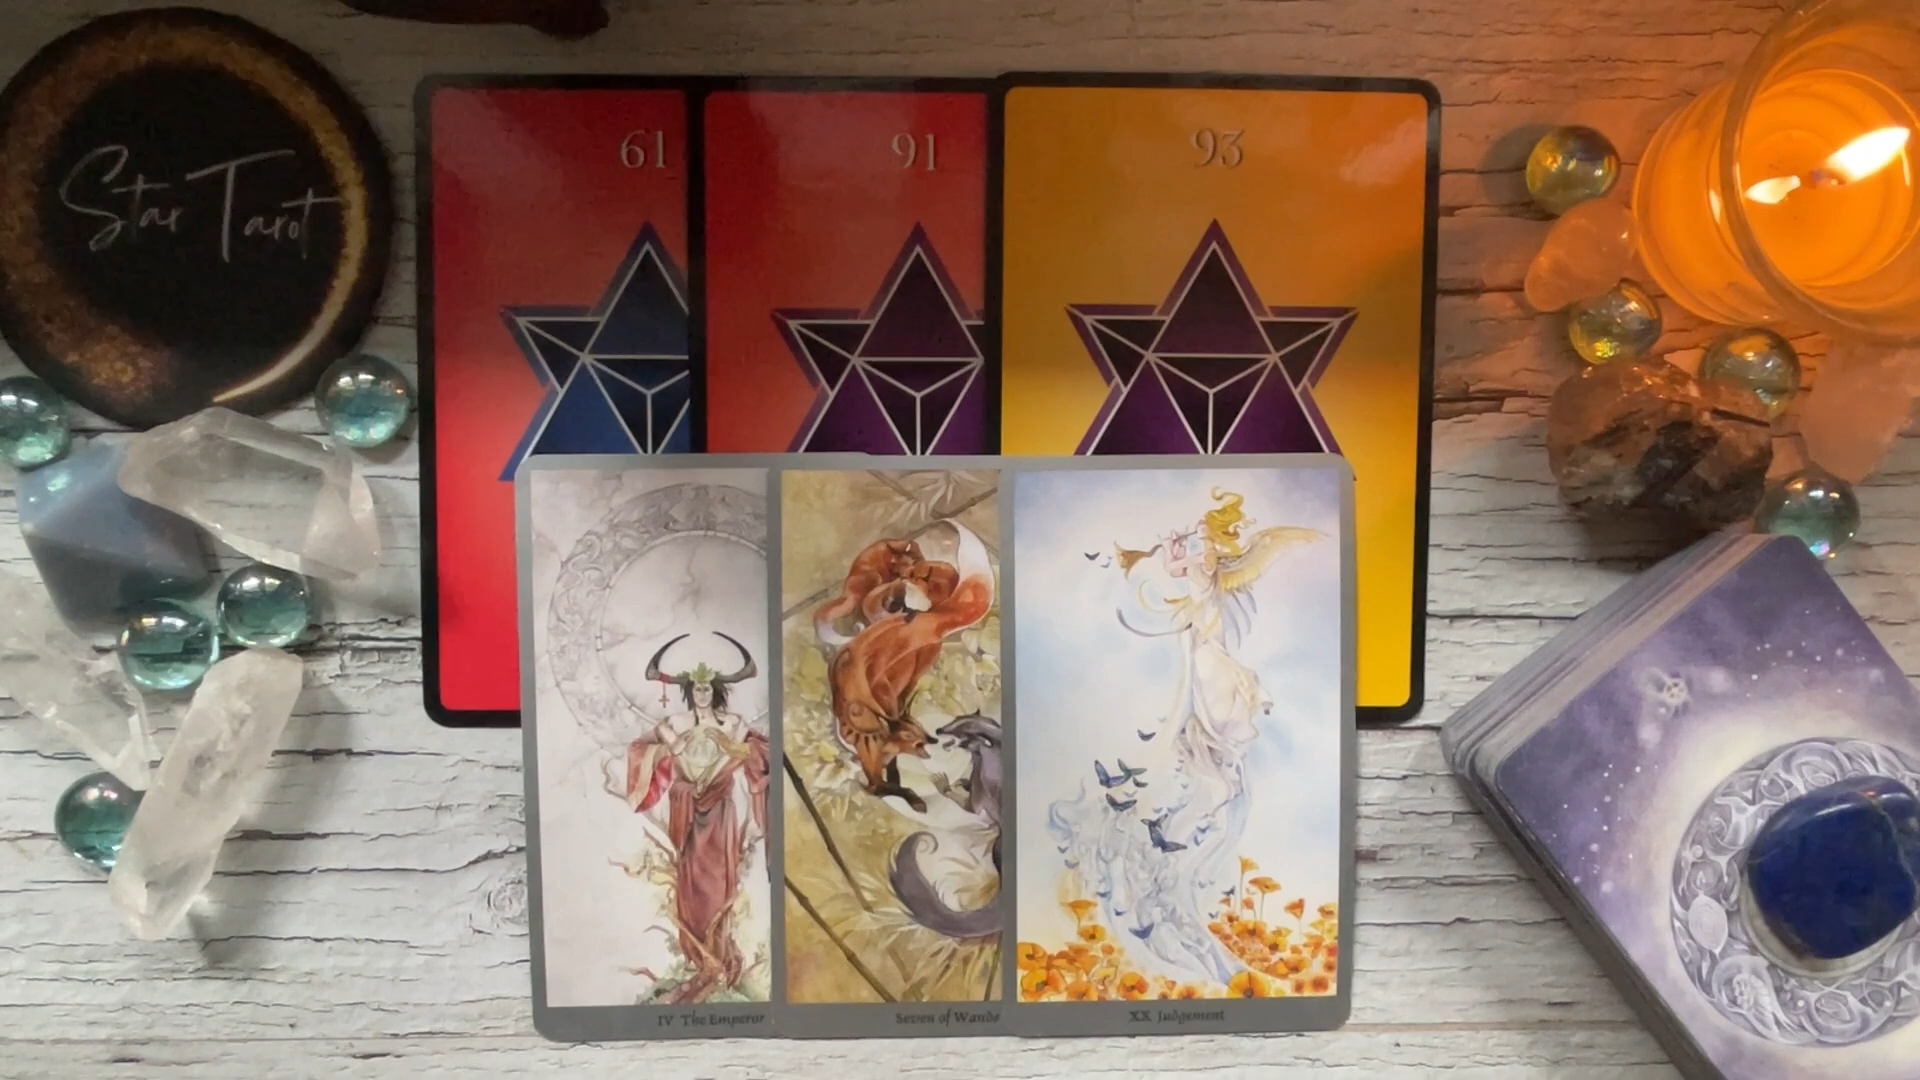 Star Tarot
61
91
93
IV The Emperor
Seven of Wands
XX Judgement